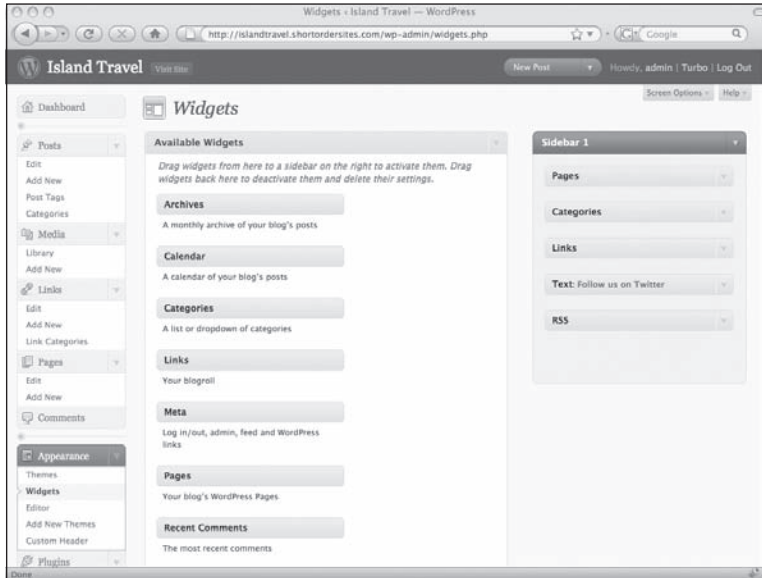 Widgets ‹ Island Travel — WordPress
http://islandtravel.shortordersites.com/wp-admin/widgets.php
Google
Island Travel
Visit Site
New Post
Howdy, admin | Turbo | Log Out
Screen Options
Help
Dashboard
Posts
Edit
Add New
Post Tags
Categories
Media
Library
Add New
Links
Edit
Add New
Link Categories
Pages
Edit
Add New
Comments
Appearance
Themes
Widgets
Editor
Add New Themes
Custom Header
Plugins
Widgets
Available Widgets
Drag widgets from here to a sidebar on the right to activate them. Drag
widgets back here to deactivate them and delete their settings.
Archives
A monthly archive of your blog's posts
Calendar
A calendar of your blog's posts
Categories
A list or dropdown of categories
Links
Your blogroll
Meta
Log in/out, admin, feed and WordPress
links
Pages
Your blog's WordPress Pages
Recent Comments
The most recent comments
Sidebar 1
Pages
Categories
Links
Text: Follow us on Twitter
RSS
Done